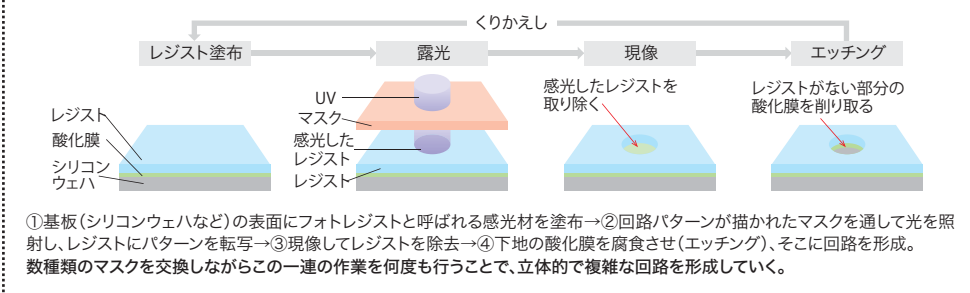 くりかえし
レジスト塗布
露光
現像
エッチング
レジスト
酸化膜
シリコン
ウェハ
UV
マスク
感光した
レジスト
レジスト
感光したレジストを
取り除く
レジストがない部分の
酸化膜を削り取る
①基板(シリコンウェハなど)の表面にフォトレジストと呼ばれる感光材を塗布→②回路パターンが描かれたマスクを通して光を照
射し、レジストにパターンを転写→③現像してレジストを除去→④下地の酸化膜を腐食させ(エッチング)、そこに回路を形成。
数種類のマスクを交換しながらこの一連の作業を何度も行うことで、立体的で複雑な回路を形成していく。